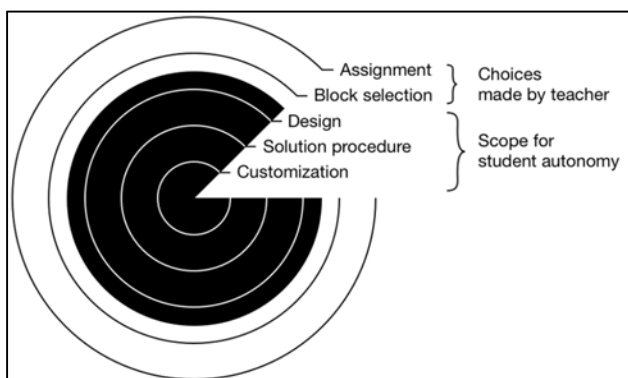 Assignment
Block selection
Choices
made by teacher
Design
Solution procedure
Customization
Scope for
student autonomy